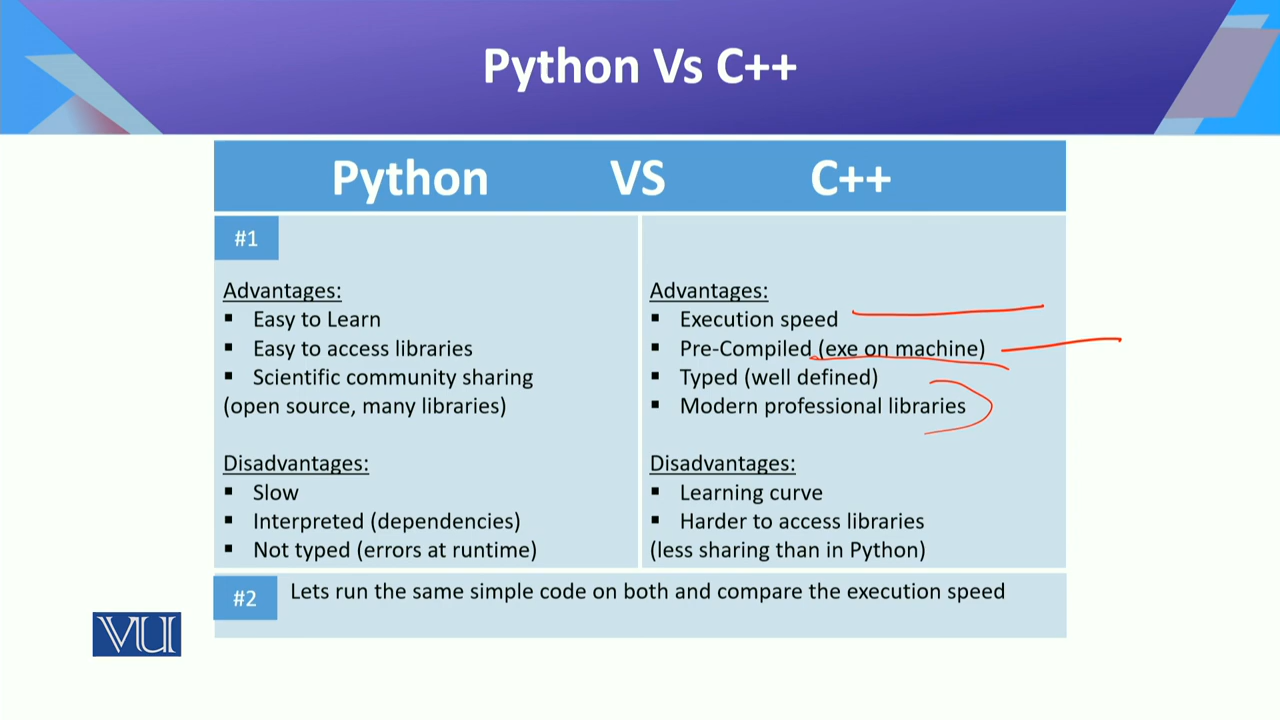 Python Vs C++
Python VS C++
#1
Advantages:
▪ Easy to Learn
▪ Easy to access libraries
▪ Scientific community sharing
(open source, many libraries)
Disadvantages:
▪ Slow
▪ Interpreted (dependencies)
▪ Not typed (errors at runtime)
Advantages:
▪ Execution speed
▪ Pre-Compiled (exe on machine)
▪ Typed (well defined)
▪ Modern professional libraries
Disadvantages:
▪ Learning curve
▪ Harder to access libraries
(less sharing than in Python)
#2 Lets run the same simple code on both and compare the execution speed
VU